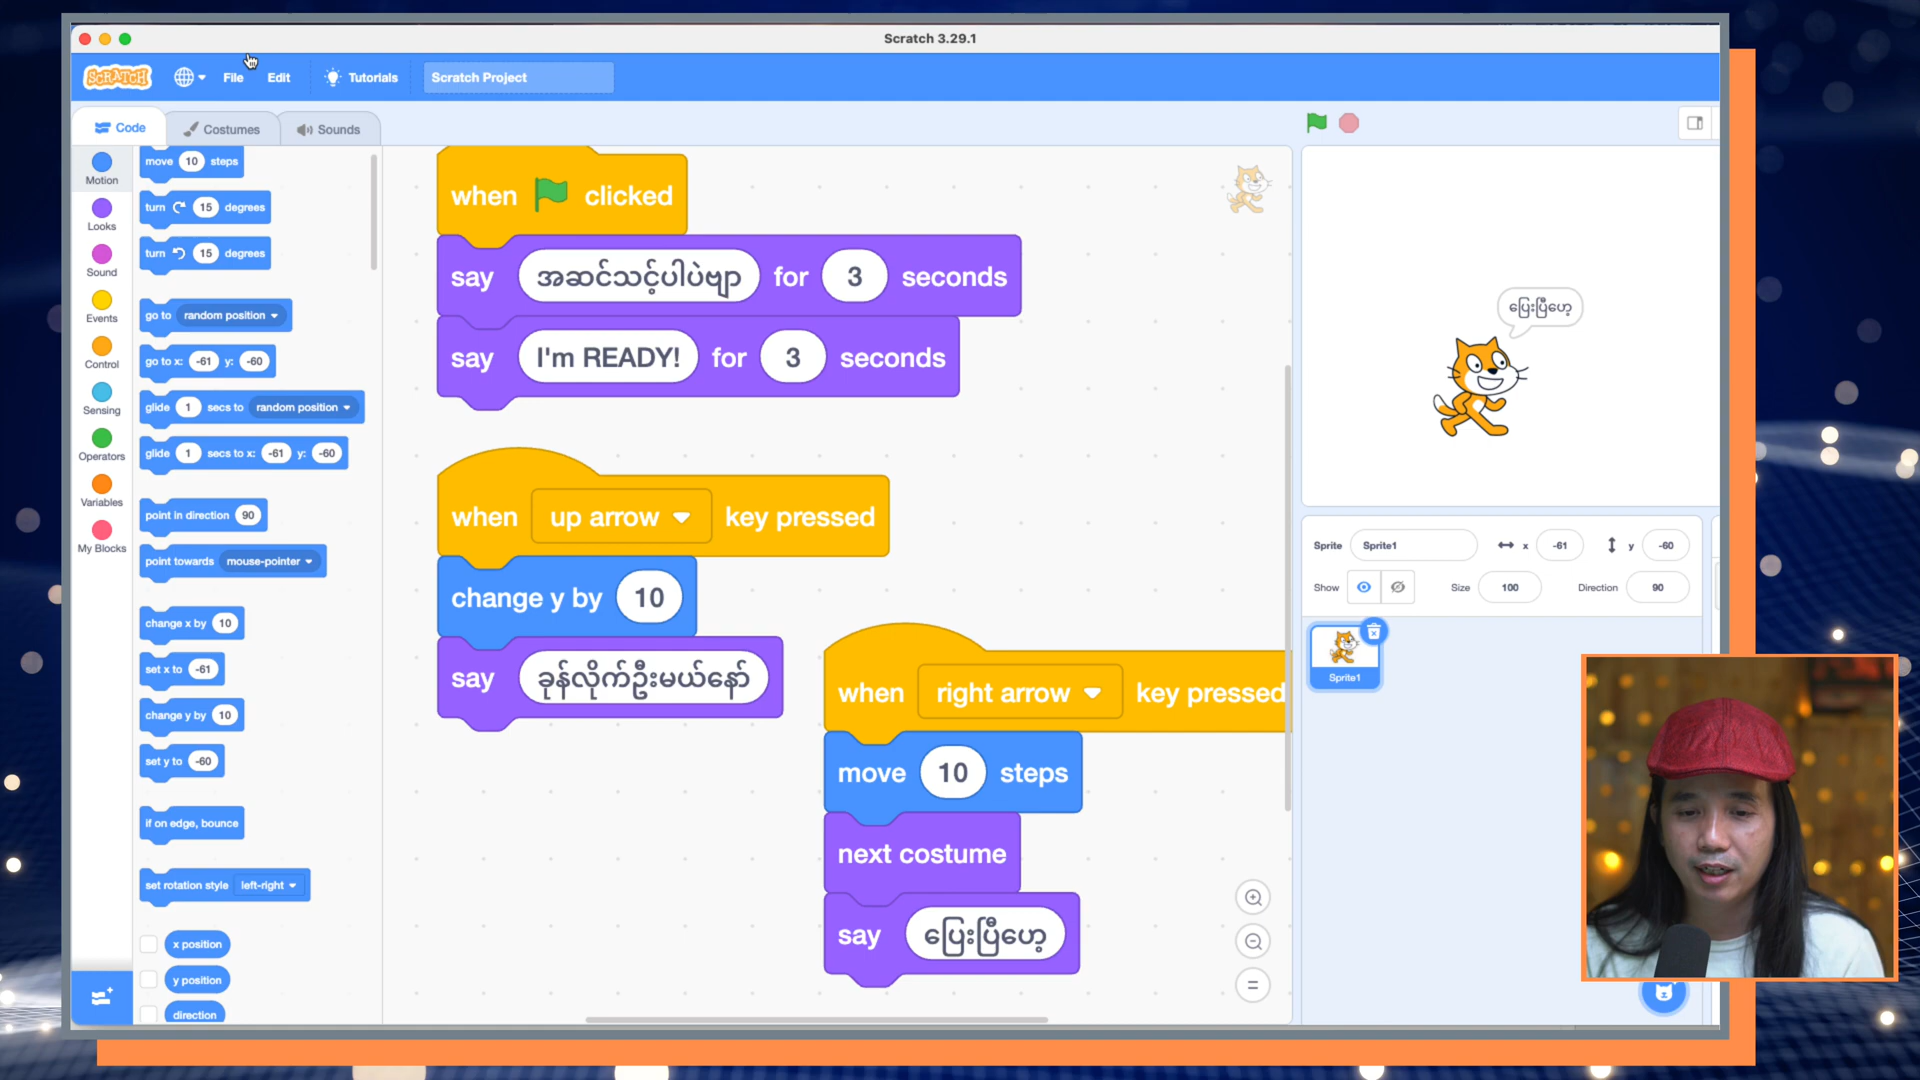 Scratch 3.29.1
SCRATCH
File
Edit
Tutorials
Scratch Project
Code
Costumes
Sounds
Motion
Looks
Sound
Events
Control
Sensing
Operators
Variables
My Blocks
move 10 steps
turn 15 degrees
turn 15 degrees
go to random position
go to x: -61 y: -60
glide 1 secs to random position
glide 1 secs to x: -61 y: -60
point in direction 90
point towards mouse-pointer
change x by 10
set x to -61
change y by 10
set y to -60
if on edge, bounce
set rotation style left-right
x position
y position
direction
when clicked
say အဆင်သင့်ပါပဲဗျာ for 3 seconds
say I'm READY! for 3 seconds
when up arrow key pressed
change y by 10
say ခုန်လိုက်ဦးမယ်နော်
when right arrow key pressed
move 10 steps
next costume
say ပြေးပြီဟေ့
ပြေးပြီဟေ့
Sprite Sprite1 x -61 y -60
Show Size 100 Direction 90
Sprite1